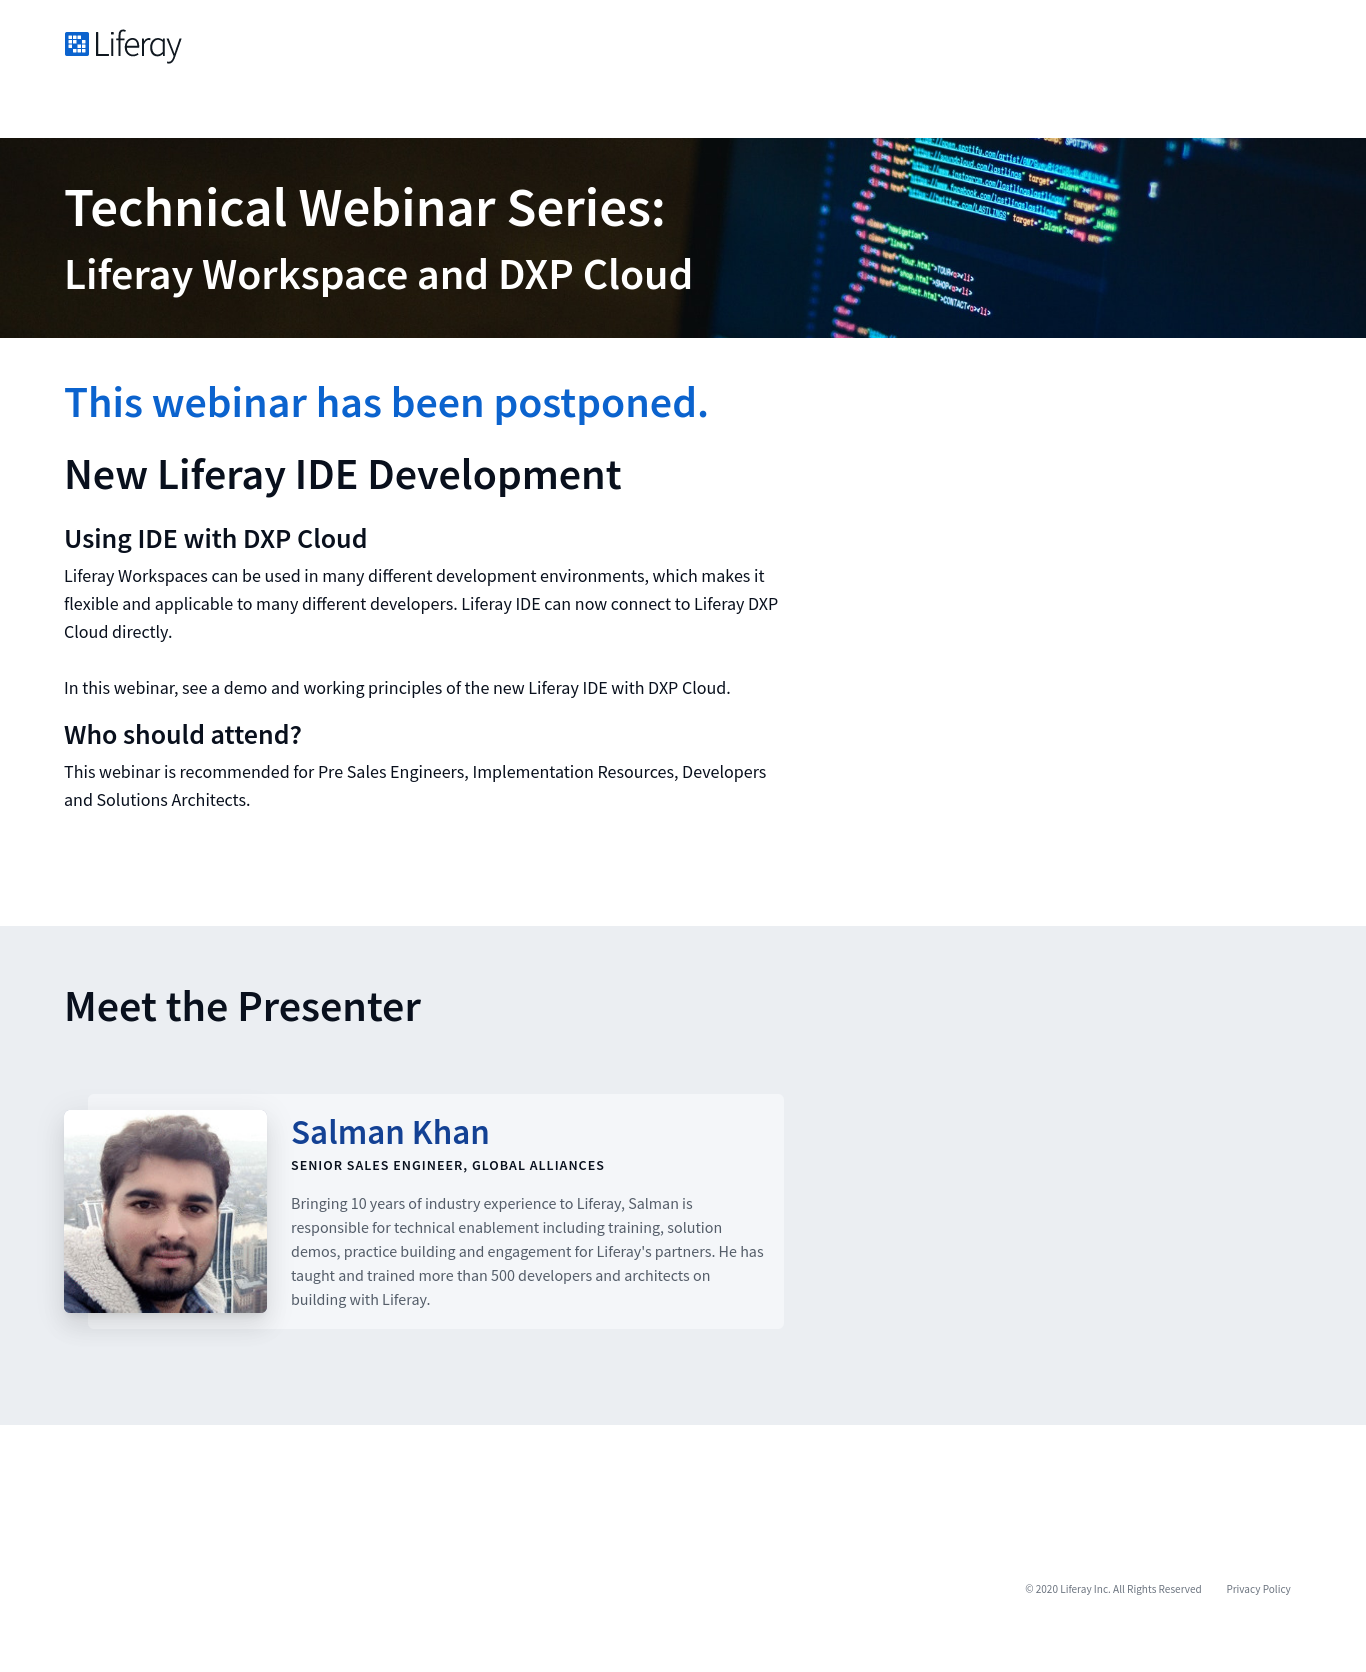 Liferay
Technical Webinar Series:
Liferay Workspace and DXP Cloud
This webinar has been postponed.
New Liferay IDE Development
Using IDE with DXP Cloud
Liferay Workspaces can be used in many different development environments, which makes it
flexible and applicable to many different developers. Liferay IDE can now connect to Liferay DXP
Cloud directly.
In this webinar, see a demo and working principles of the new Liferay IDE with DXP Cloud.
Who should attend?
This webinar is recommended for Pre Sales Engineers, Implementation Resources, Developers
and Solutions Architects.
Meet the Presenter
Salman Khan
SENIOR SALES ENGINEER, GLOBAL ALLIANCES
Bringing 10 years of industry experience to Liferay, Salman is
responsible for technical enablement including training, solution
demos, practice building and engagement for Liferay's partners. He has
taught and trained more than 500 developers and architects on
building with Liferay.
© 2020 Liferay Inc. All Rights Reserved Privacy Policy